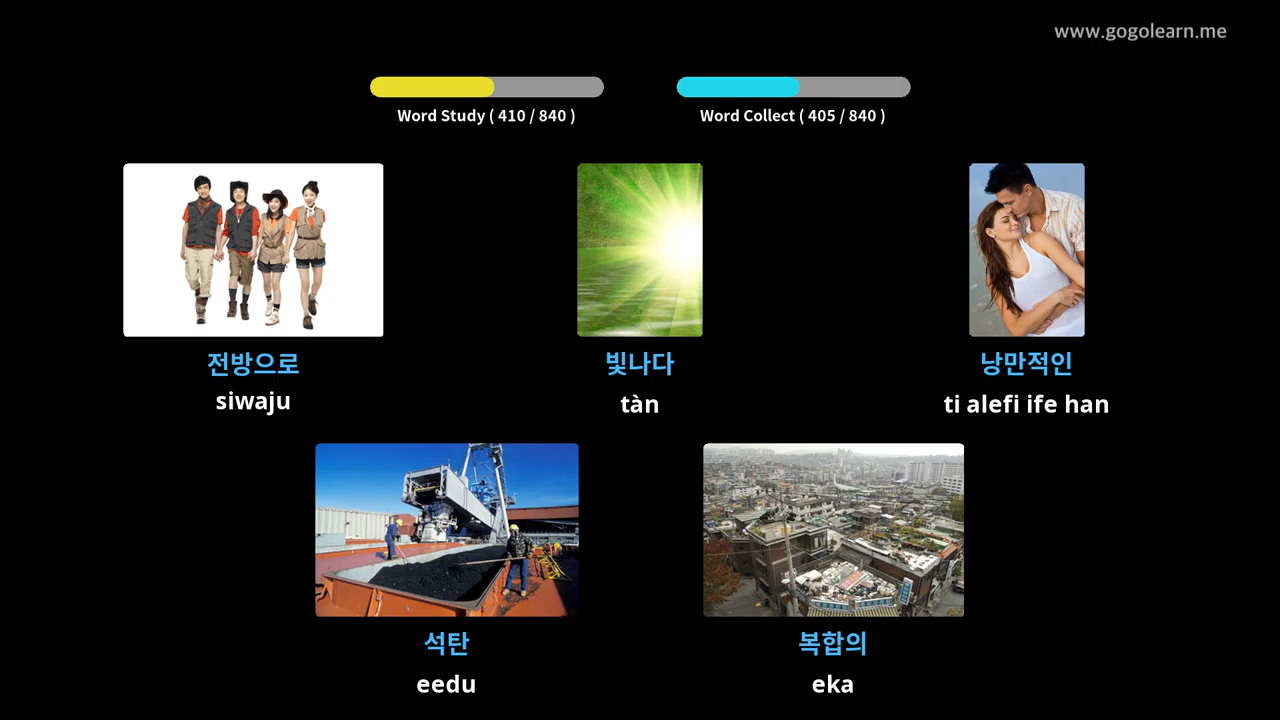 www.gogolearn.me
Word Study ( 410 / 840 )
Word Collect ( 405 / 840 )
전방으로
siwaju
빛나다
tàn
낭만적인
ti alefi ife han
석탄
eedu
복합의
eka